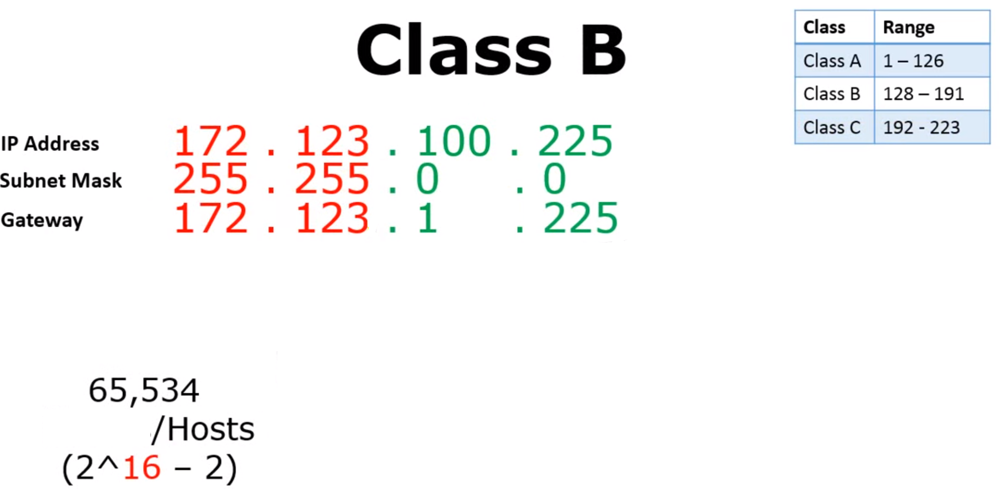 Class B
Class Range
Class A 1 – 126
Class B 128 – 191
Class C 192 - 223
IP Address 172 . 123 . 100 . 225
Subnet Mask 255 . 255 . 0 . 0
Gateway 172 . 123 . 1 . 225
65,534
/Hosts
(2^16 – 2)